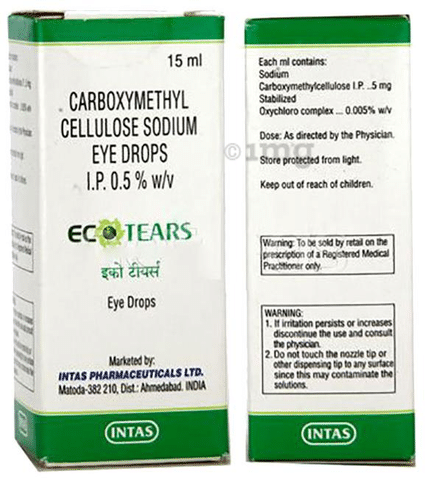 15 ml
CARBOXYMETHYL
CELLULOSE SODIUM
EYE DROPS
I.P. 0.5 % w/v
ECOTEARS
इको टीयर्स
Eye Drops
Marketed by:
INTAS PHARMACEUTICALS LTD.
Matoda-382 210, Dist.: Ahmedabad. INDIA
INTAS
Each ml contains:
Sodium
Carboxymethylcellulose I.P. ..5 mg
Stabilized
Oxychloro complex ... 0.005% w/v
Dose: As directed by the Physician.
Store protected from light.
Keep out of reach of children.
Warning: To be sold by retail on the
prescription of a Registered Medical
Practitioner only.
WARNING:
1. If irritation persists or increases
discontinue the use and consult
the physician.
2. Do not touch the nozzle tip or
other dispensing tip to any surface
since this may contaminate the
solutions.
INTAS
©1mg